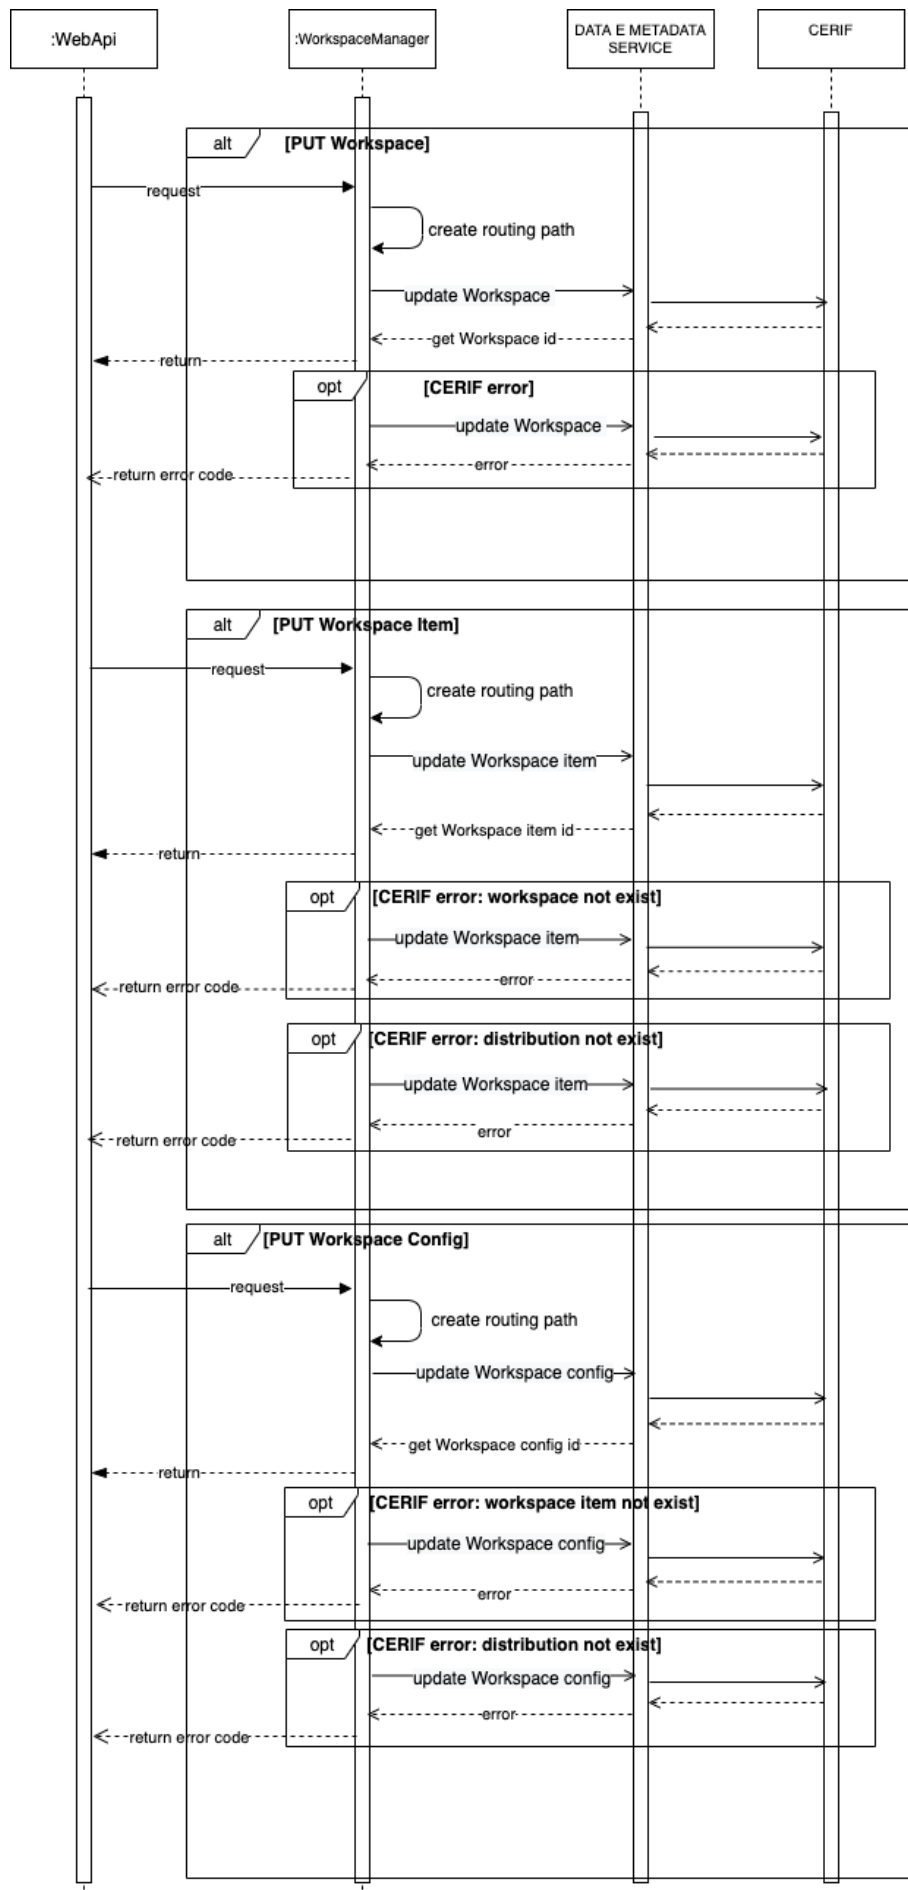 :WebApi
:WorkspaceManager
DATA E METADATA
SERVICE
CERIF
alt
[PUT Workspace]
request
create routing path
update Workspace
get Workspace id
return
opt
[CERIF error]
update Workspace
error
return error code
alt
[PUT Workspace Item]
request
create routing path
update Workspace item
get Workspace item id
return
opt
[CERIF error: workspace not exist]
update Workspace item
error
return error code
opt
[CERIF error: distribution not exist]
update Workspace item
error
return error code
alt
[PUT Workspace Config]
request
create routing path
update Workspace config
get Workspace config id
return
opt
[CERIF error: workspace item not exist]
update Workspace config
error
return error code
opt
[CERIF error: distribution not exist]
update Workspace config
error
return error code